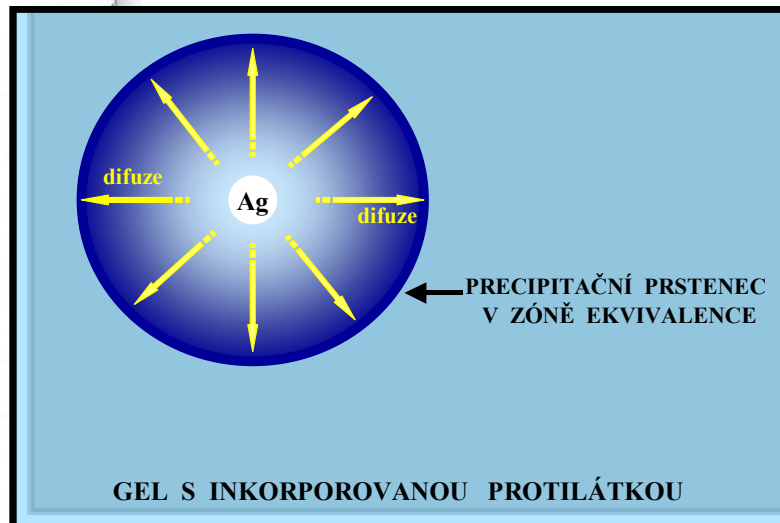 difuze
Ag
difuze
PRECIPITAČNÍ PRSTENEC
V ZÓNĚ EKVIVALENCE
GEL S INKORPOROVANOU PROTILÁTKOU